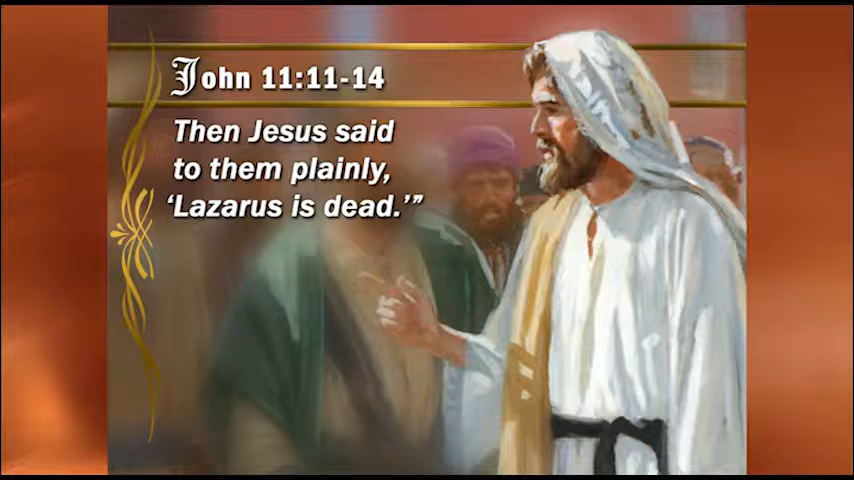 John 11:11-14
Then Jesus said
to them plainly,
‘Lazarus is dead.’”